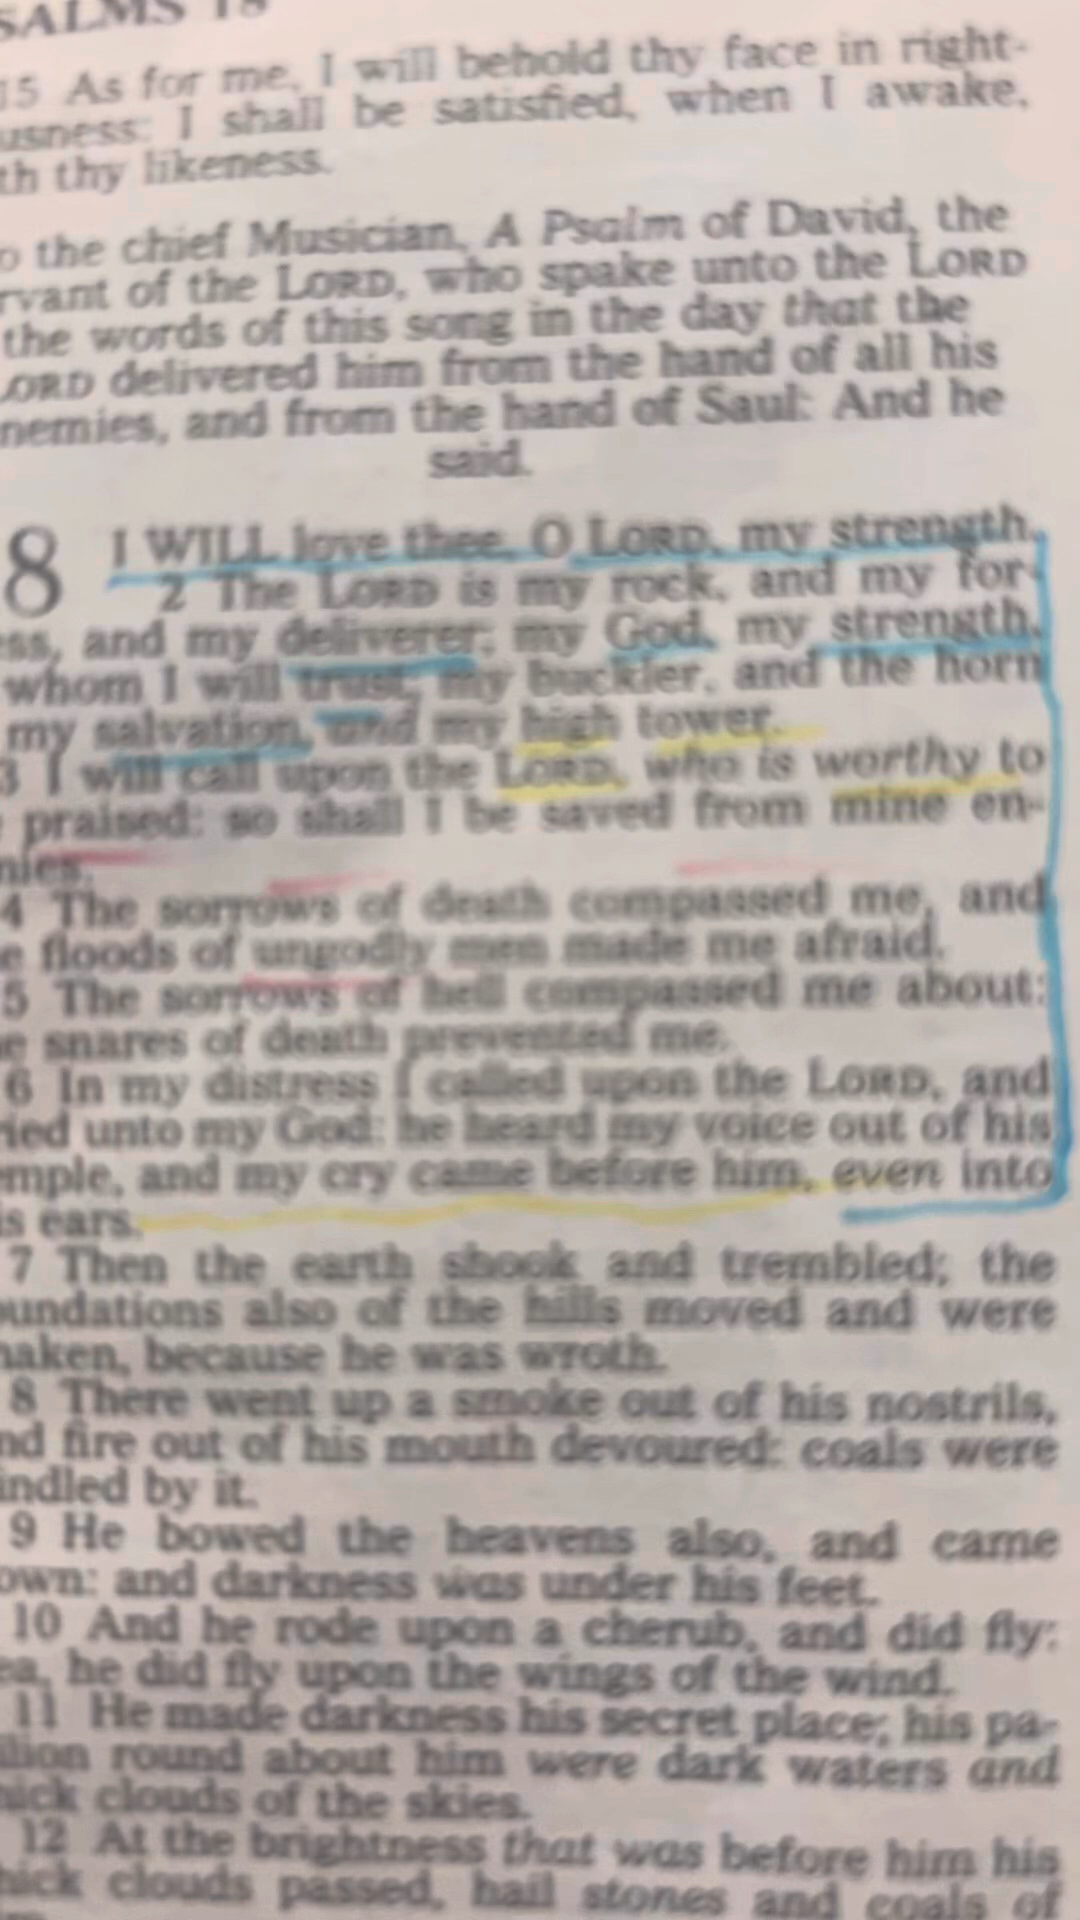 SALMS 18
15 As for me, I will behold thy face in right-
usness: I shall be satisfied, when I awake,
th thy likeness.
o the chief Musician, A Psalm of David, the
rvant of the LORD, who spake unto the LORD
the words of this song in the day that the
LORD delivered him from the hand of all his
nemies, and from the hand of Saul: And he
said,
8 I WILL love thee, O LORD, my strength.
2 The LORD is my rock, and my for-
ess, and my deliverer; my God, my strength,
whom I will trust; my buckler, and the horn
my salvation, and my high tower.
3 I will call upon the LORD, who is worthy to
praised: so shall I be saved from mine en-
mies.
4 The sorrows of death compassed me, and
e floods of ungodly men made me afraid.
5 The sorrows of hell compassed me about:
e snares of death prevented me.
6 In my distress I called upon the LORD, and
ried unto my God: he heard my voice out of his
mple, and my cry came before him, even into
is ears.
7 Then the earth shook and trembled; the
oundations also of the hills moved and were
haken, because he was wroth.
8 There went up a smoke out of his nostrils,
nd fire out of his mouth devoured: coals were
indled by it.
9 He bowed the heavens also, and came
own: and darkness was under his feet.
10 And he rode upon a cherub, and did fly:
ea, he did fly upon the wings of the wind.
11 He made darkness his secret place; his pa-
ilion round about him were dark waters and
hick clouds of the skies.
12 At the brightness that was before him his
hick clouds passed, hail stones and coals of